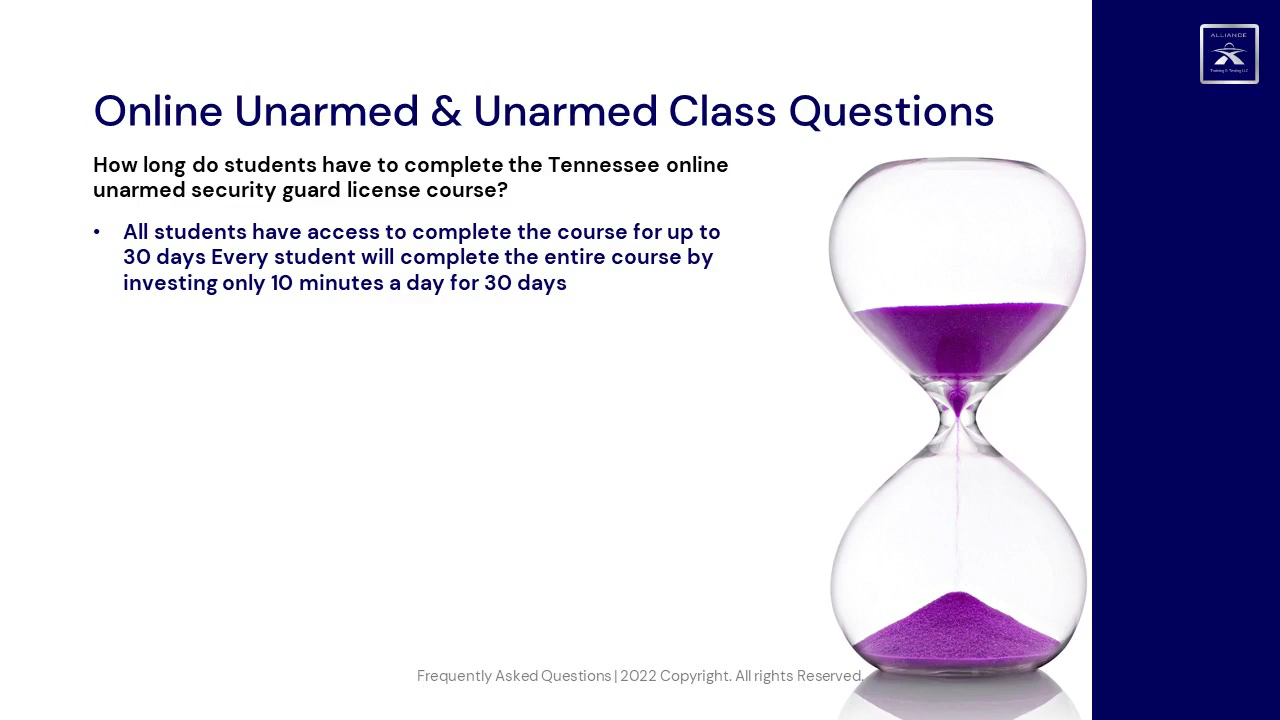 ALLIANCE
Training & Testing LLC
Online Unarmed & Unarmed Class Questions
How long do students have to complete the Tennessee online
unarmed security guard license course?
• All students have access to complete the course for up to
30 days Every student will complete the entire course by
investing only 10 minutes a day for 30 days
Frequently Asked Questions | 2022 Copyright. All rights Reserved.